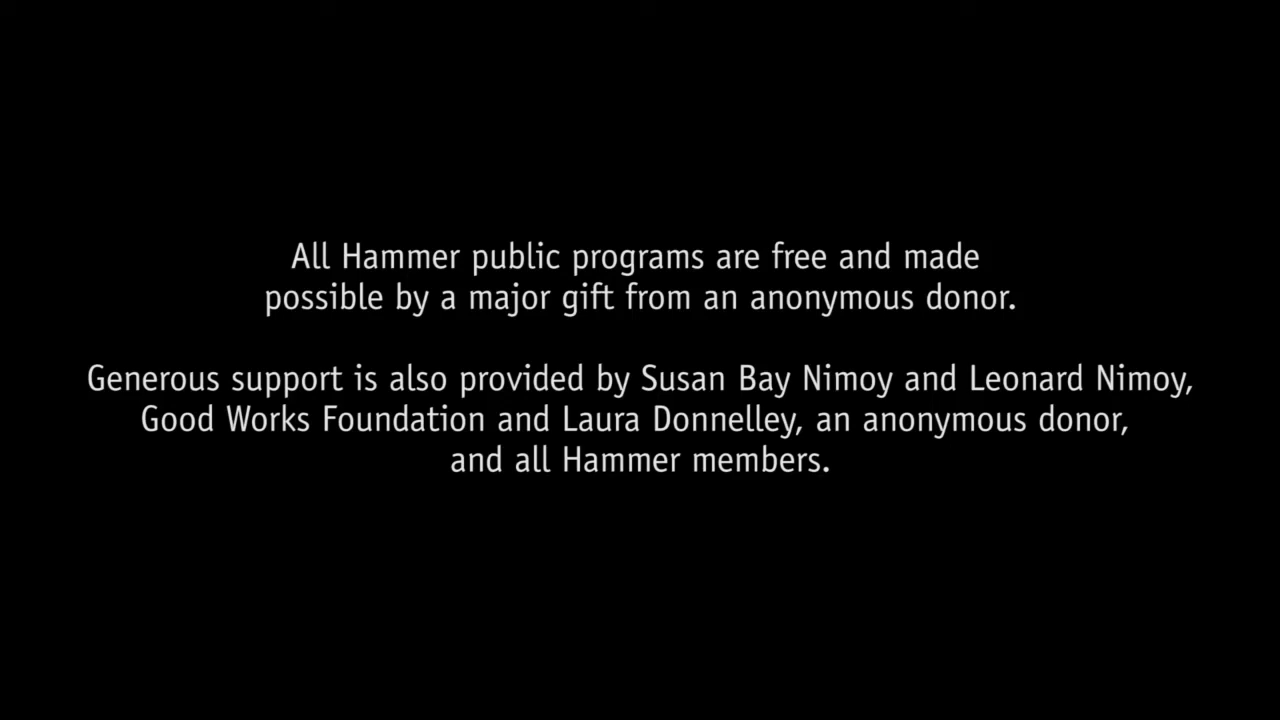 All Hammer public programs are free and made
possible by a major gift from an anonymous donor.
Generous support is also provided by Susan Bay Nimoy and Leonard Nimoy,
Good Works Foundation and Laura Donnelley, an anonymous donor,
and all Hammer members.